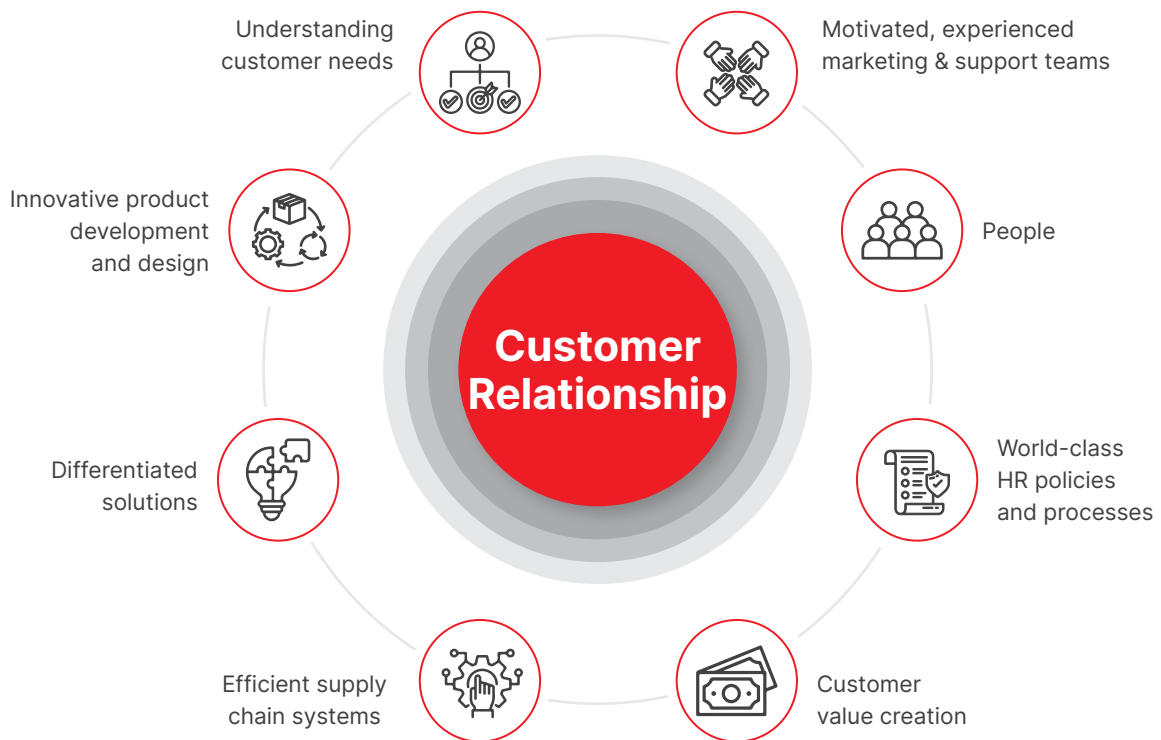 Understanding
customer needs
Motivated, experienced
marketing & support teams
Innovative product
development
and design
People
Customer
Relationship
Differentiated
solutions
World-class
HR policies
and processes
Efficient supply
chain systems
Customer
value creation